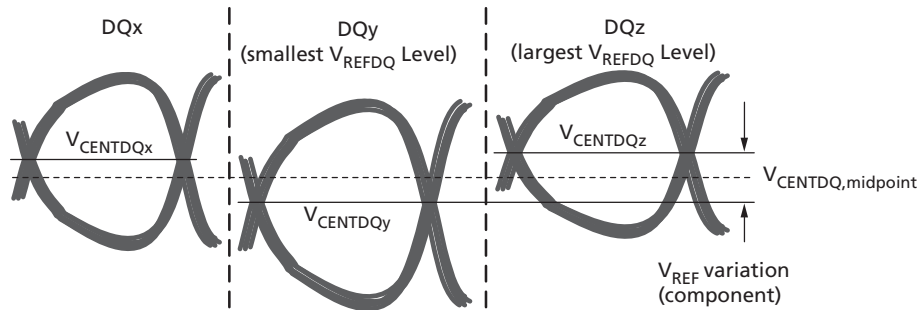 DQx
DQy
(smallest VREFDQ Level)
DQz
(largest VREFDQ Level)
VCENTDQx
VCENTDQz
VCENTDQ,midpoint
VCENTDQy
VREF variation
(component)